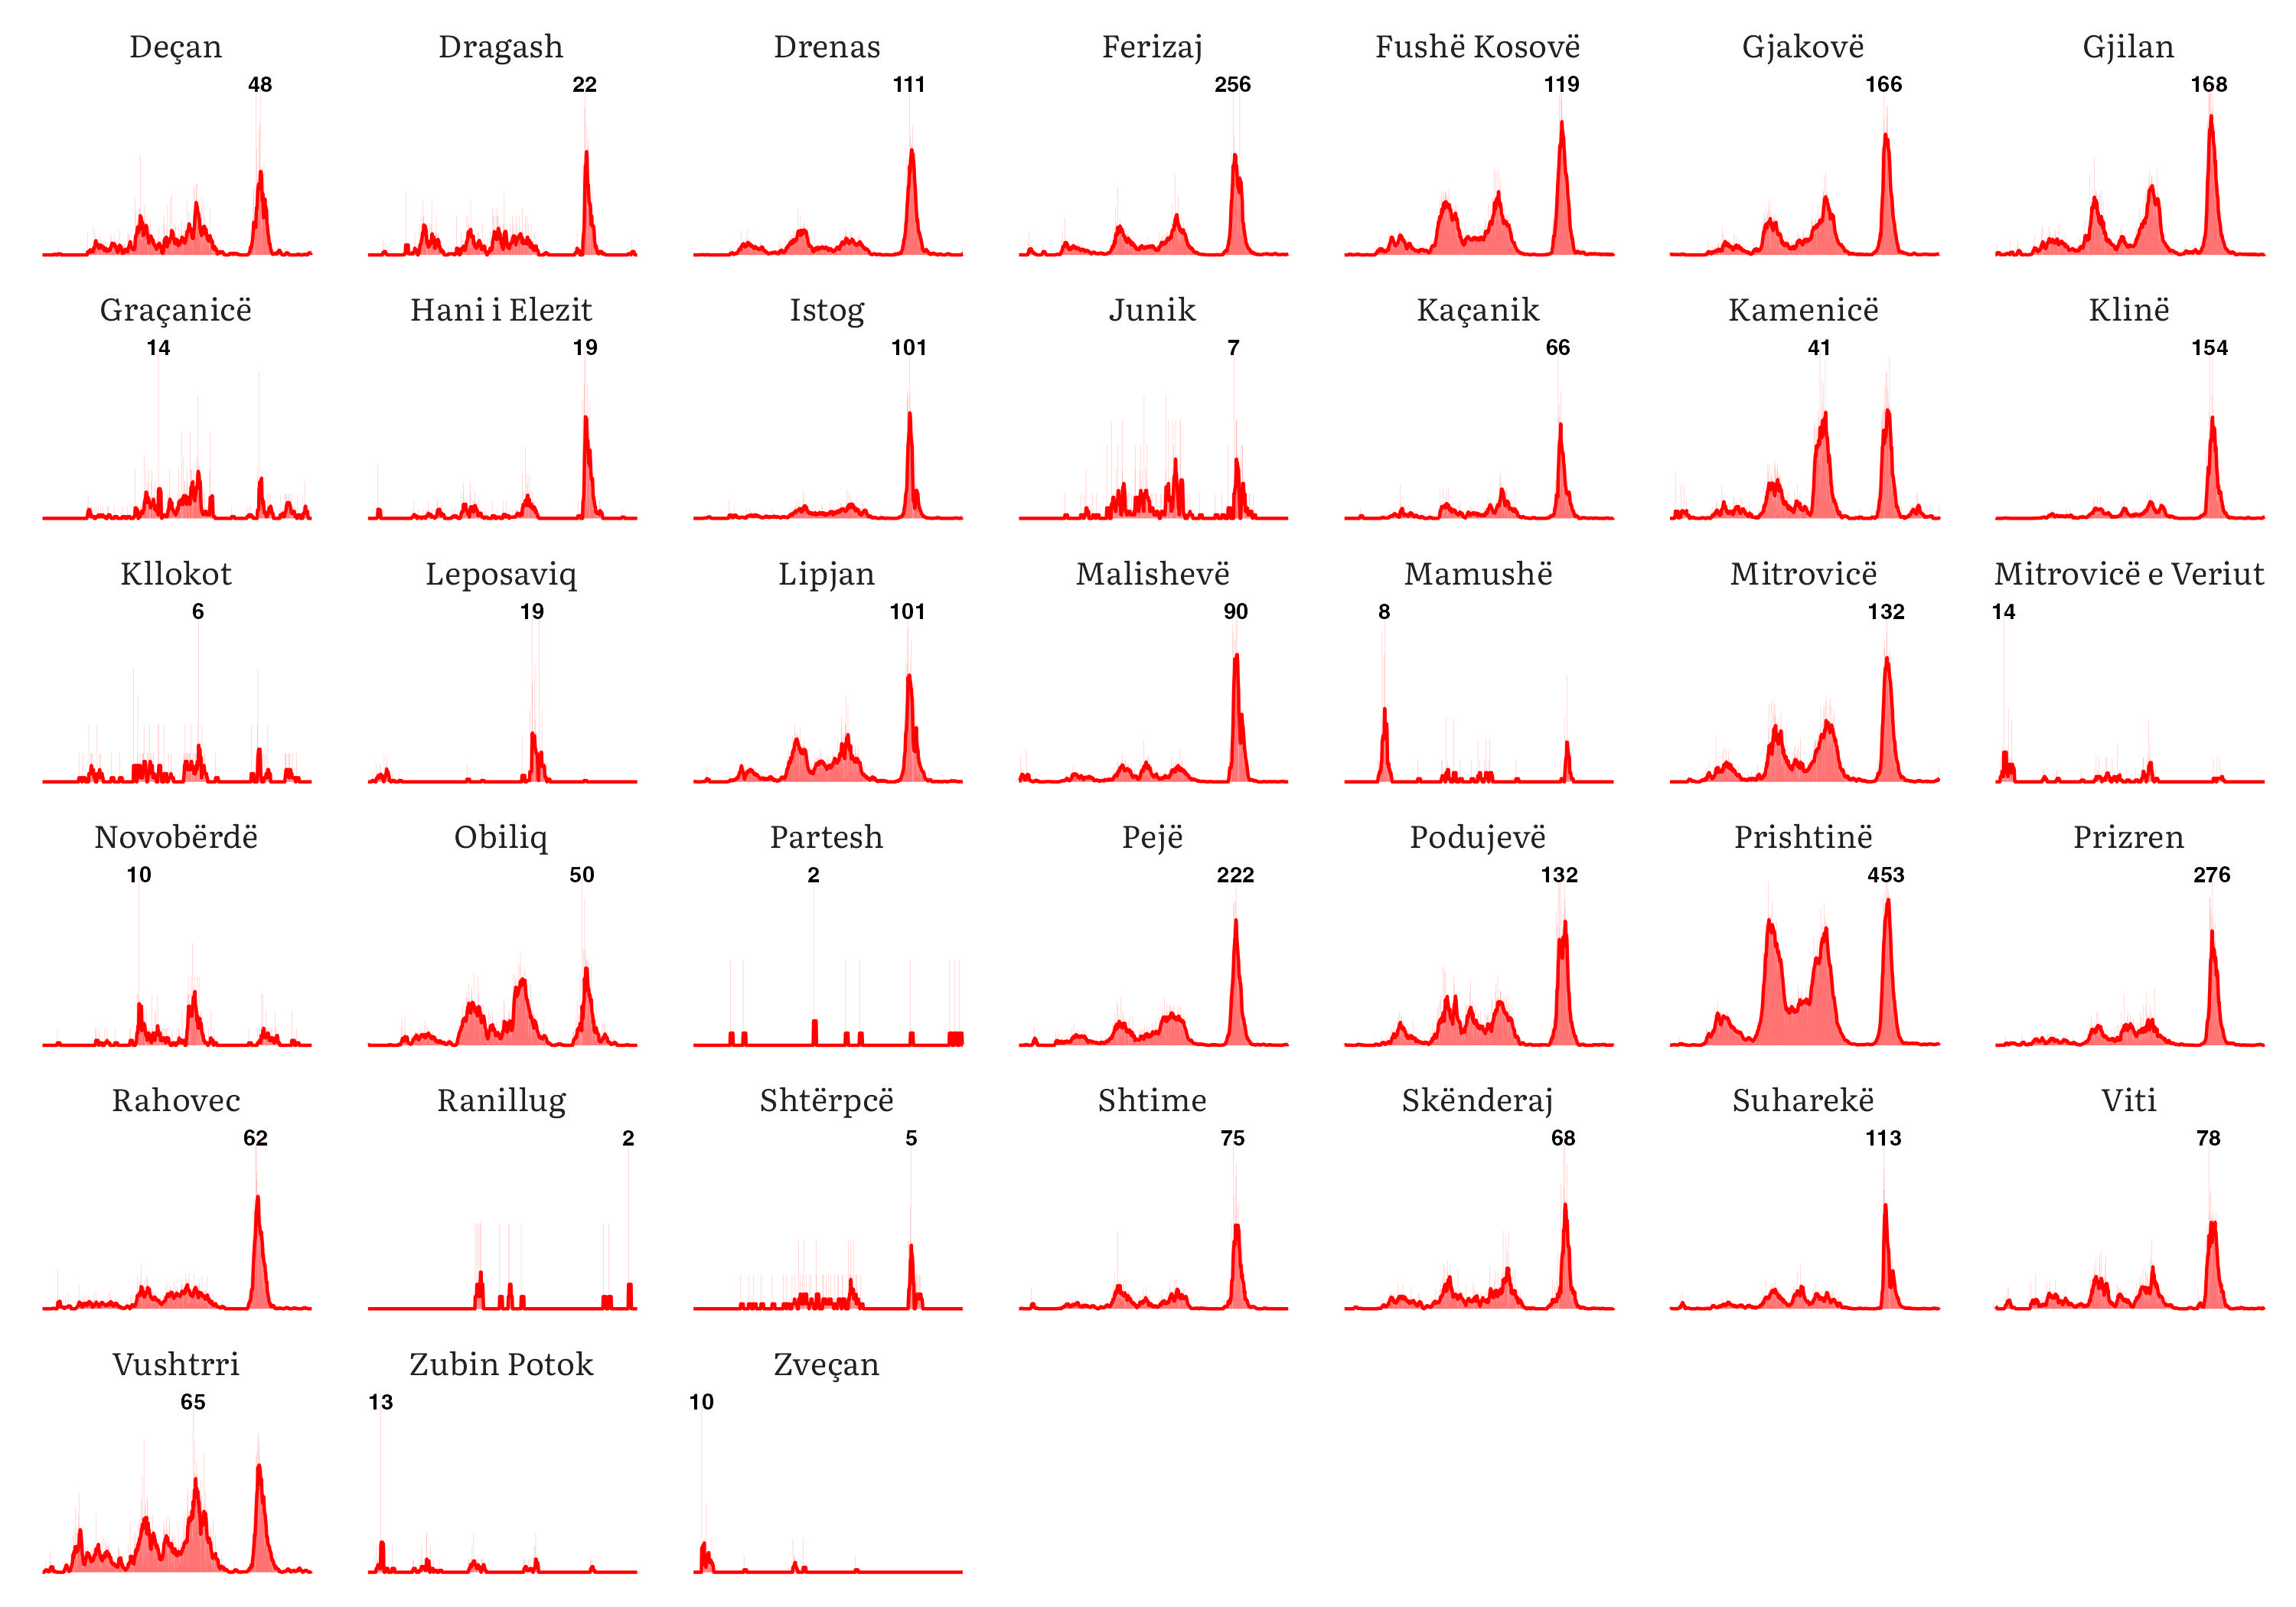 Deçan Dragash Drenas Ferizaj Fushë Kosovë Gjakovë Gjilan
48 22 111 256 119 166 168
Graçanicë Hani i Elezit Istog Junik Kaçanik Kamenicë Klinë
14 19 101 7 66 41 154
Kllokot Leposaviq Lipjan Malishevë Mamushë Mitrovicë Mitrovicë e Veriut
6 19 101 90 8 132 14
Novobërdë Obiliq Partesh Pejë Podujevë Prishtinë Prizren
10 50 2 222 132 453 276
Rahovec Ranillug Shtërpcë Shtime Skënderaj Suharekë Viti
62 2 5 75 68 113 78
Vushtrri Zubin Potok Zveçan
65 13 10